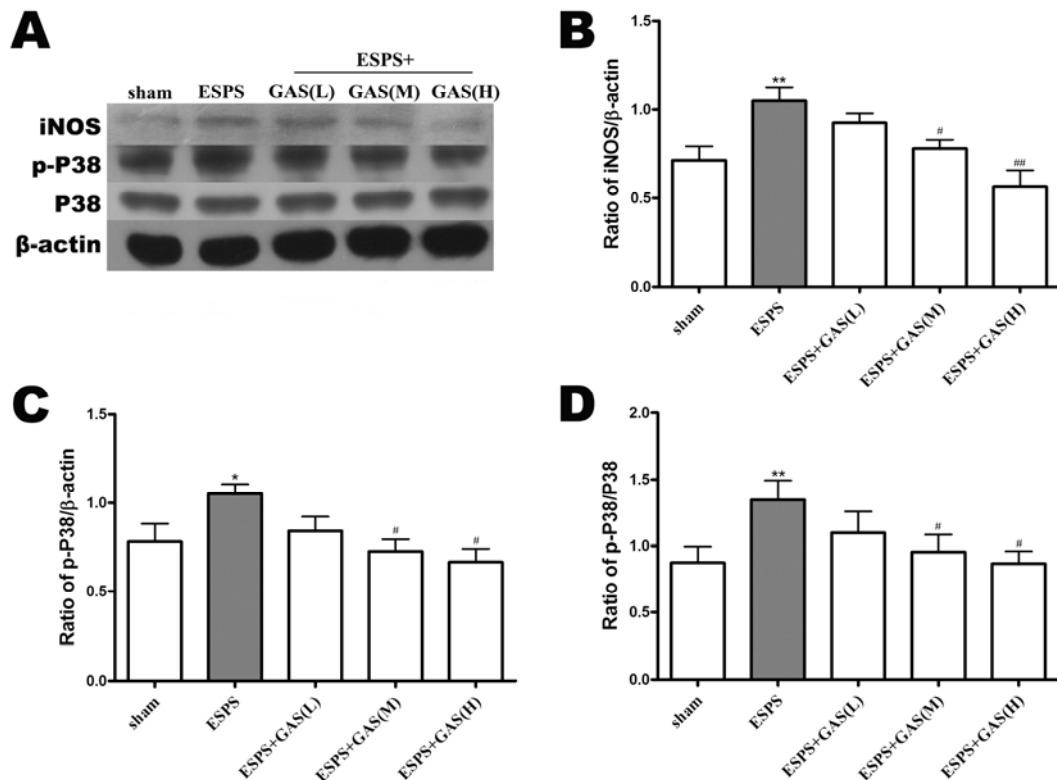 A
ESPS+
sham ESPS GAS(L) GAS(M) GAS(H)
iNOS
p-P38
P38
β-actin
B
Ratio of iNOS/β-actin
1.5
1.0
0.5
0.0
**
#
##
sham
ESPS
ESPS+GAS(L)
ESPS+GAS(M)
ESPS+GAS(H)
C
Ratio of p-P38/β-actin
1.5
1.0
0.5
0.0
*
#
#
sham
ESPS
ESPS+GAS(L)
ESPS+GAS(M)
ESPS+GAS(H)
D
Ratio of p-P38/P38
2.0
1.5
1.0
0.5
0.0
**
#
#
sham
ESPS
ESPS+GAS(L)
ESPS+GAS(M)
ESPS+GAS(H)